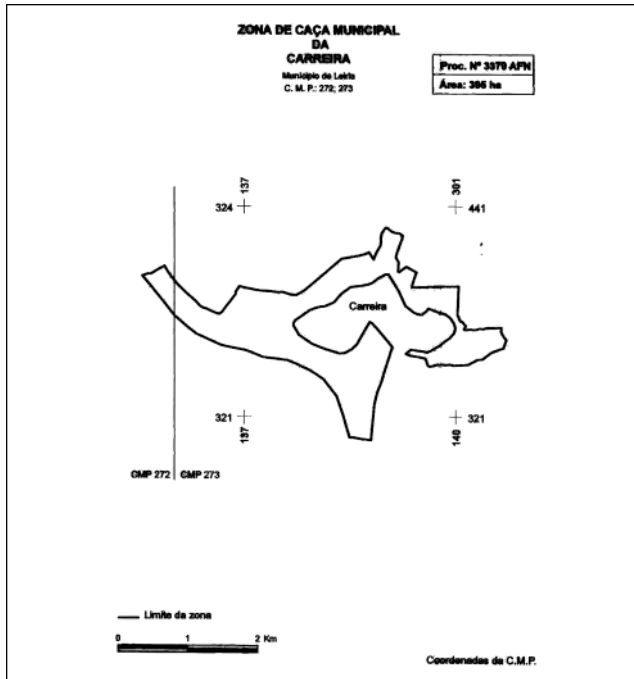 ZONA DE CAÇA MUNICIPAL
DA
CARREIRA
Município de Leiria
C. M. P.: 272; 273
Proc. Nº 3379 AFN
Área: 395 ha
137
301
324
441
Carreira
321
321
137
140
CMP 272
CMP 273
Limite da zona
0 1 2 Km
Coordenadas da C.M.P.